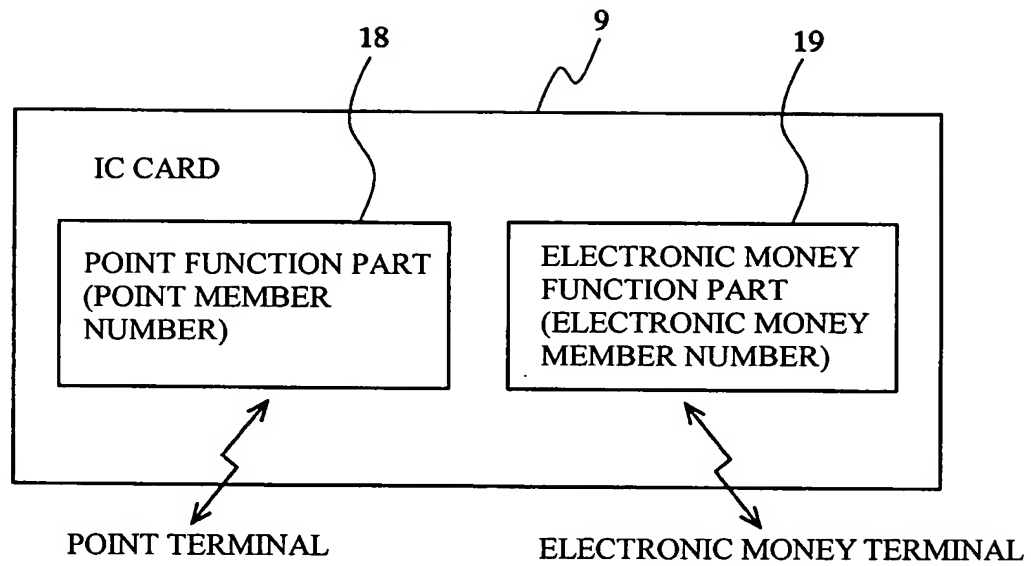 18
9
19
IC CARD
POINT FUNCTION PART
(POINT MEMBER
NUMBER)
ELECTRONIC MONEY
FUNCTION PART
(ELECTRONIC MONEY
MEMBER NUMBER)
POINT TERMINAL
ELECTRONIC MONEY TERMINAL